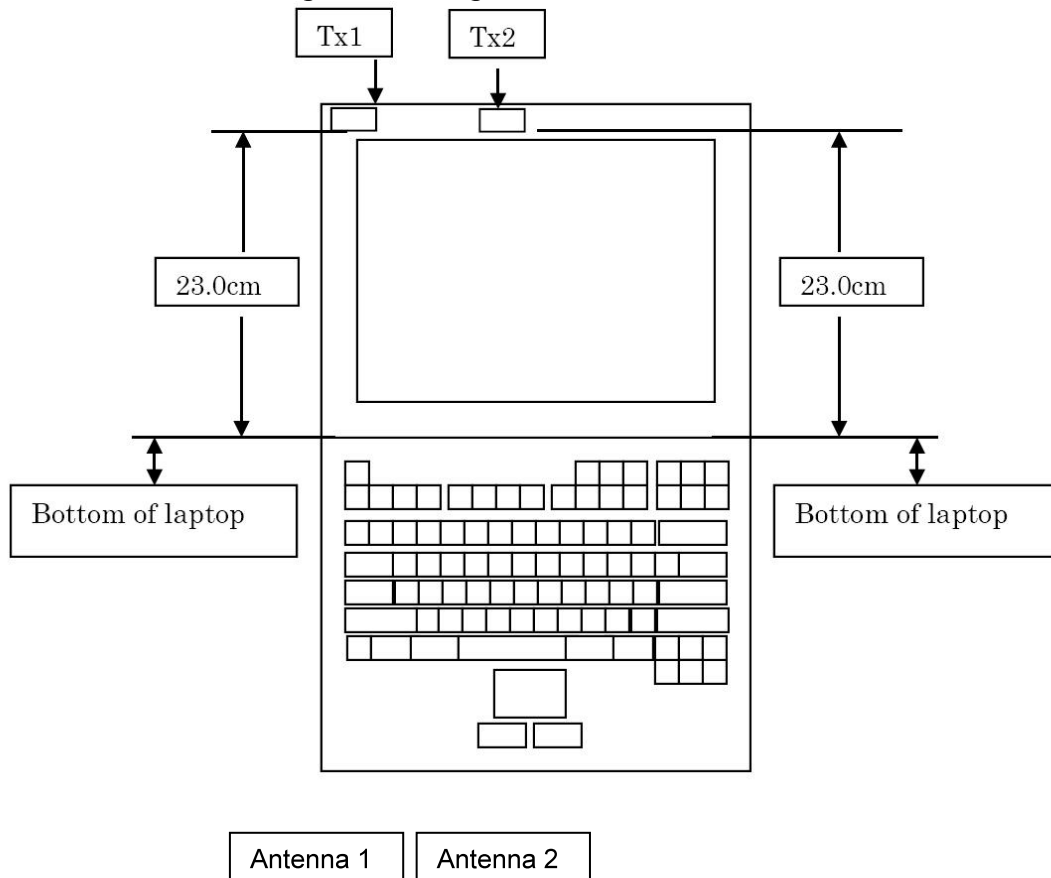 Tx1
Tx2
23.0cm
23.0cm
Bottom of laptop
Bottom of laptop
Antenna 1
Antenna 2